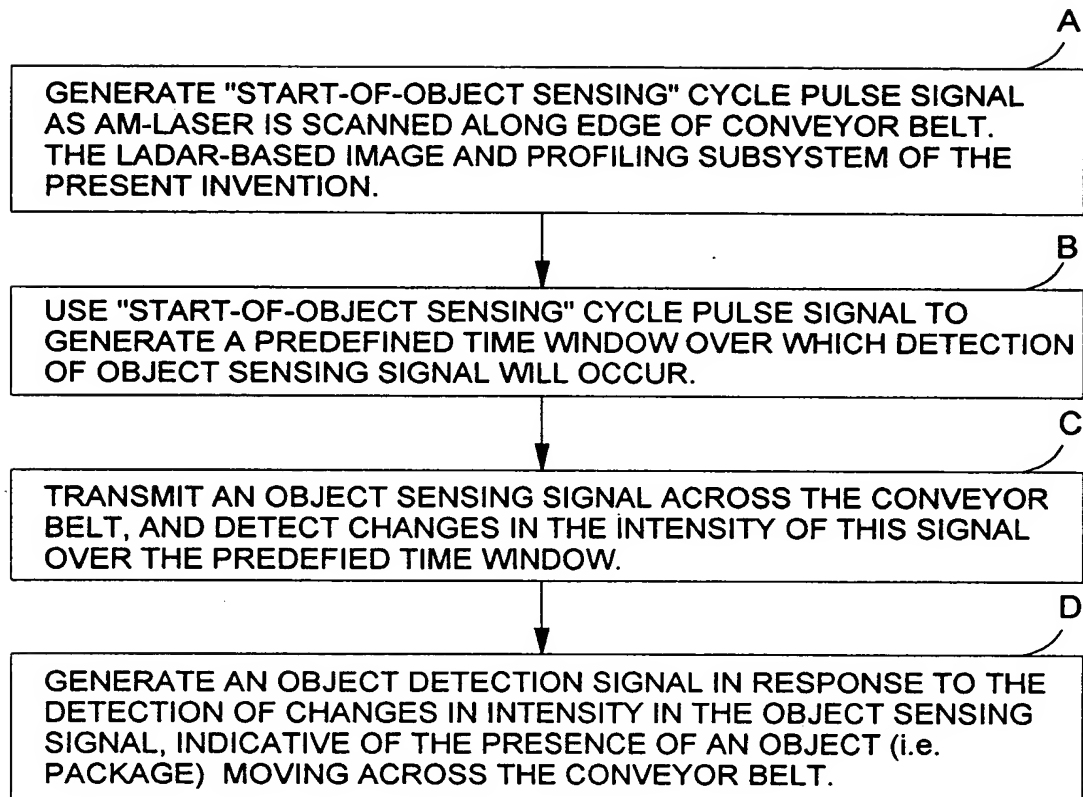 A
GENERATE "START-OF-OBJECT SENSING" CYCLE PULSE SIGNAL
AS AM-LASER IS SCANNED ALONG EDGE OF CONVEYOR BELT.
THE LADAR-BASED IMAGE AND PROFILING SUBSYSTEM OF THE
PRESENT INVENTION.
B
USE "START-OF-OBJECT SENSING" CYCLE PULSE SIGNAL TO
GENERATE A PREDEFINED TIME WINDOW OVER WHICH DETECTION
OF OBJECT SENSING SIGNAL WILL OCCUR.
C
TRANSMIT AN OBJECT SENSING SIGNAL ACROSS THE CONVEYOR
BELT, AND DETECT CHANGES IN THE INTENSITY OF THIS SIGNAL
OVER THE PREDEFIED TIME WINDOW.
D
GENERATE AN OBJECT DETECTION SIGNAL IN RESPONSE TO THE
DETECTION OF CHANGES IN INTENSITY IN THE OBJECT SENSING
SIGNAL, INDICATIVE OF THE PRESENCE OF AN OBJECT (i.e.
PACKAGE) MOVING ACROSS THE CONVEYOR BELT.